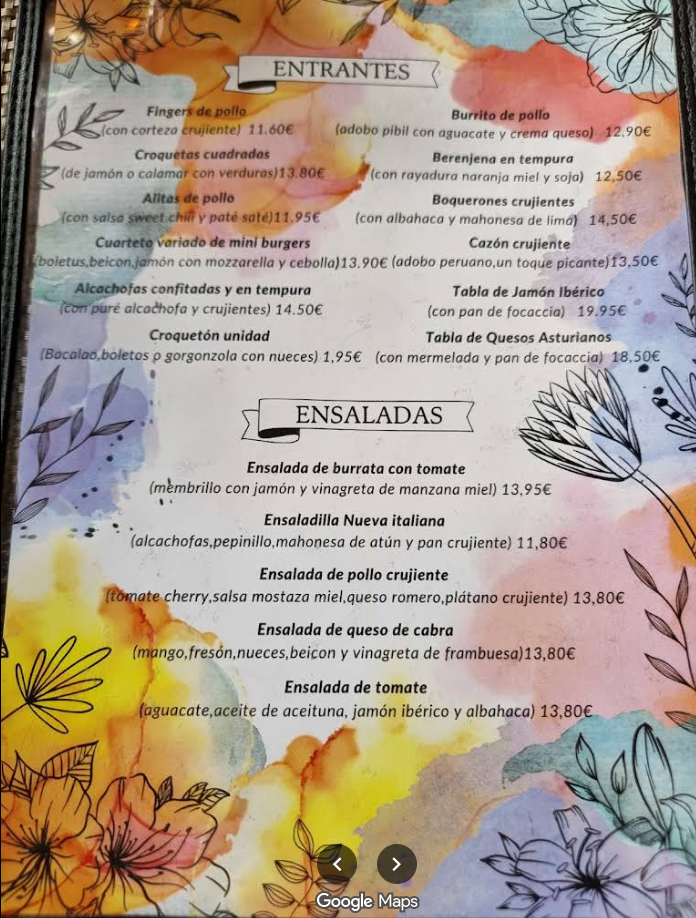 ENTRANTES
Fingers de pollo
(con corteza crujiente) 11.60€
Croquetas cuadradas
(de jamón o calamar con verduras)13.80€
Alitas de pollo
(con salsa sweet chili y paté saté)11,95€
Cuarteto variado de mini burgers
(boletus,beicon,jamón con mozzarella y cebolla)13.90€
Alcachofas confitadas y en tempura
(con puré alcachofa y crujientes) 14.50€
Croquetón unidad
(Bacalao,boletos o gorgonzola con nueces) 1,95€
Burrito de pollo
(adobo pibil con aguacate y crema queso) 12.90€
Berenjena en tempura
(con rayadura naranja miel y soja) 12,50€
Boquerones crujientes
(con albahaca y mahonesa de lima) 14,50€
Cazón crujiente
(adobo peruano,un toque picante)13,50€
Tabla de Jamón Ibérico
(con pan de focaccia) 19.95€
Tabla de Quesos Asturianos
(con mermelada y pan de focaccia) 18,50€
ENSALADAS
Ensalada de burrata con tomate
(membrillo con jamón y vinagreta de manzana miel) 13,95€
Ensaladilla Nueva italiana
(alcachofas,pepinillo,mahonesa de atún y pan crujiente) 11,80€
Ensalada de pollo crujiente
(tomate cherry,salsa mostaza miel,queso romero,plátano crujiente) 13,80€
Ensalada de queso de cabra
(mango,fresón,nueces,beicon y vinagreta de frambuesa)13,80€
Ensalada de tomate
(aguacate,aceite de aceituna, jamón ibérico y albahaca) 13,80€
Google Maps